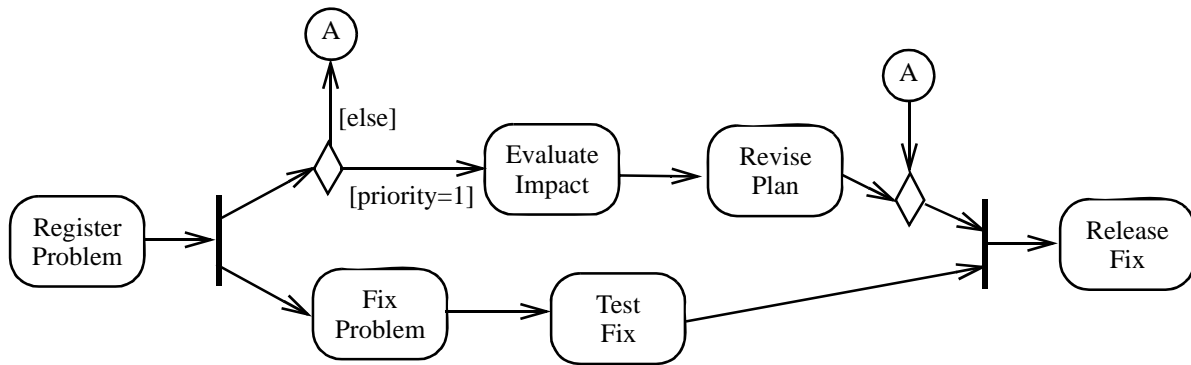 A
A
[else]
Evaluate
Impact
Revise
Plan
[priority=1]
Register
Problem
Release
Fix
Fix
Problem
Test
Fix